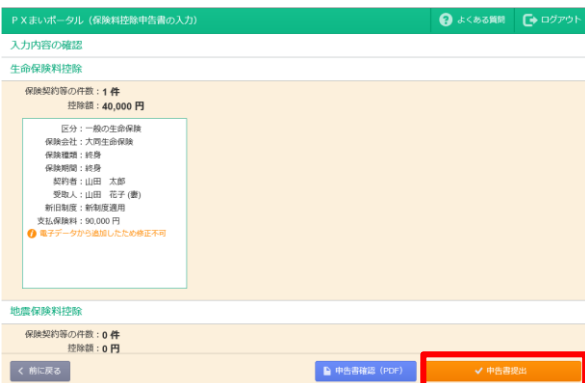 PXまいポータル（保険料控除申告書の入力）
よくある質問
ログアウト
入力内容の確認
生命保険料控除
保険契約等の件数：1 件
控除額：40,000 円
区分：一般の生命保険
保険会社：大同生命保険
保険種類：終身
保険期間：終身
契約者：山田　太郎
受取人：山田　花子 (妻)
新旧制度：新制度適用
支払保険料：90,000 円
電子データから追加したため修正不可
地震保険料控除
保険契約等の件数：0 件
控除額：0 円
前に戻る
申告書確認（PDF）
申告書提出